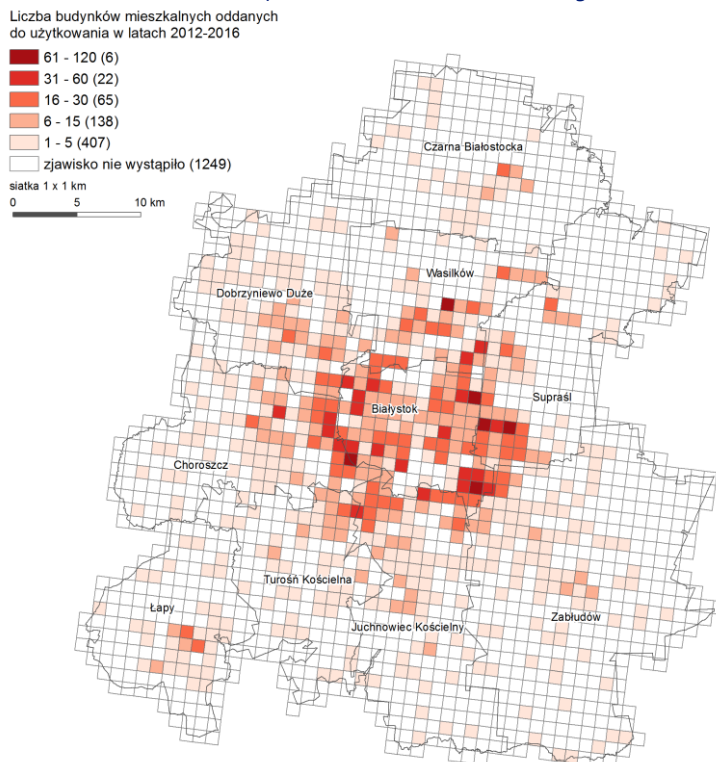 Liczba budynków mieszkalnych oddanych
do użytkowania w latach 2012-2016
61 - 120 (6)
31 - 60 (22)
16 - 30 (65)
6 - 15 (138)
1 - 5 (407)
zjawisko nie wystąpiło (1249)
siatka 1 x 1 km
0 5 10 km
Czarna Białostocka
Wasilków
Dobrzyniewo Duże
Supraśl
Białystok
Choroszcz
Turośń Kościelna
Łapy
Zabłudów
Juchnowiec Kościelny